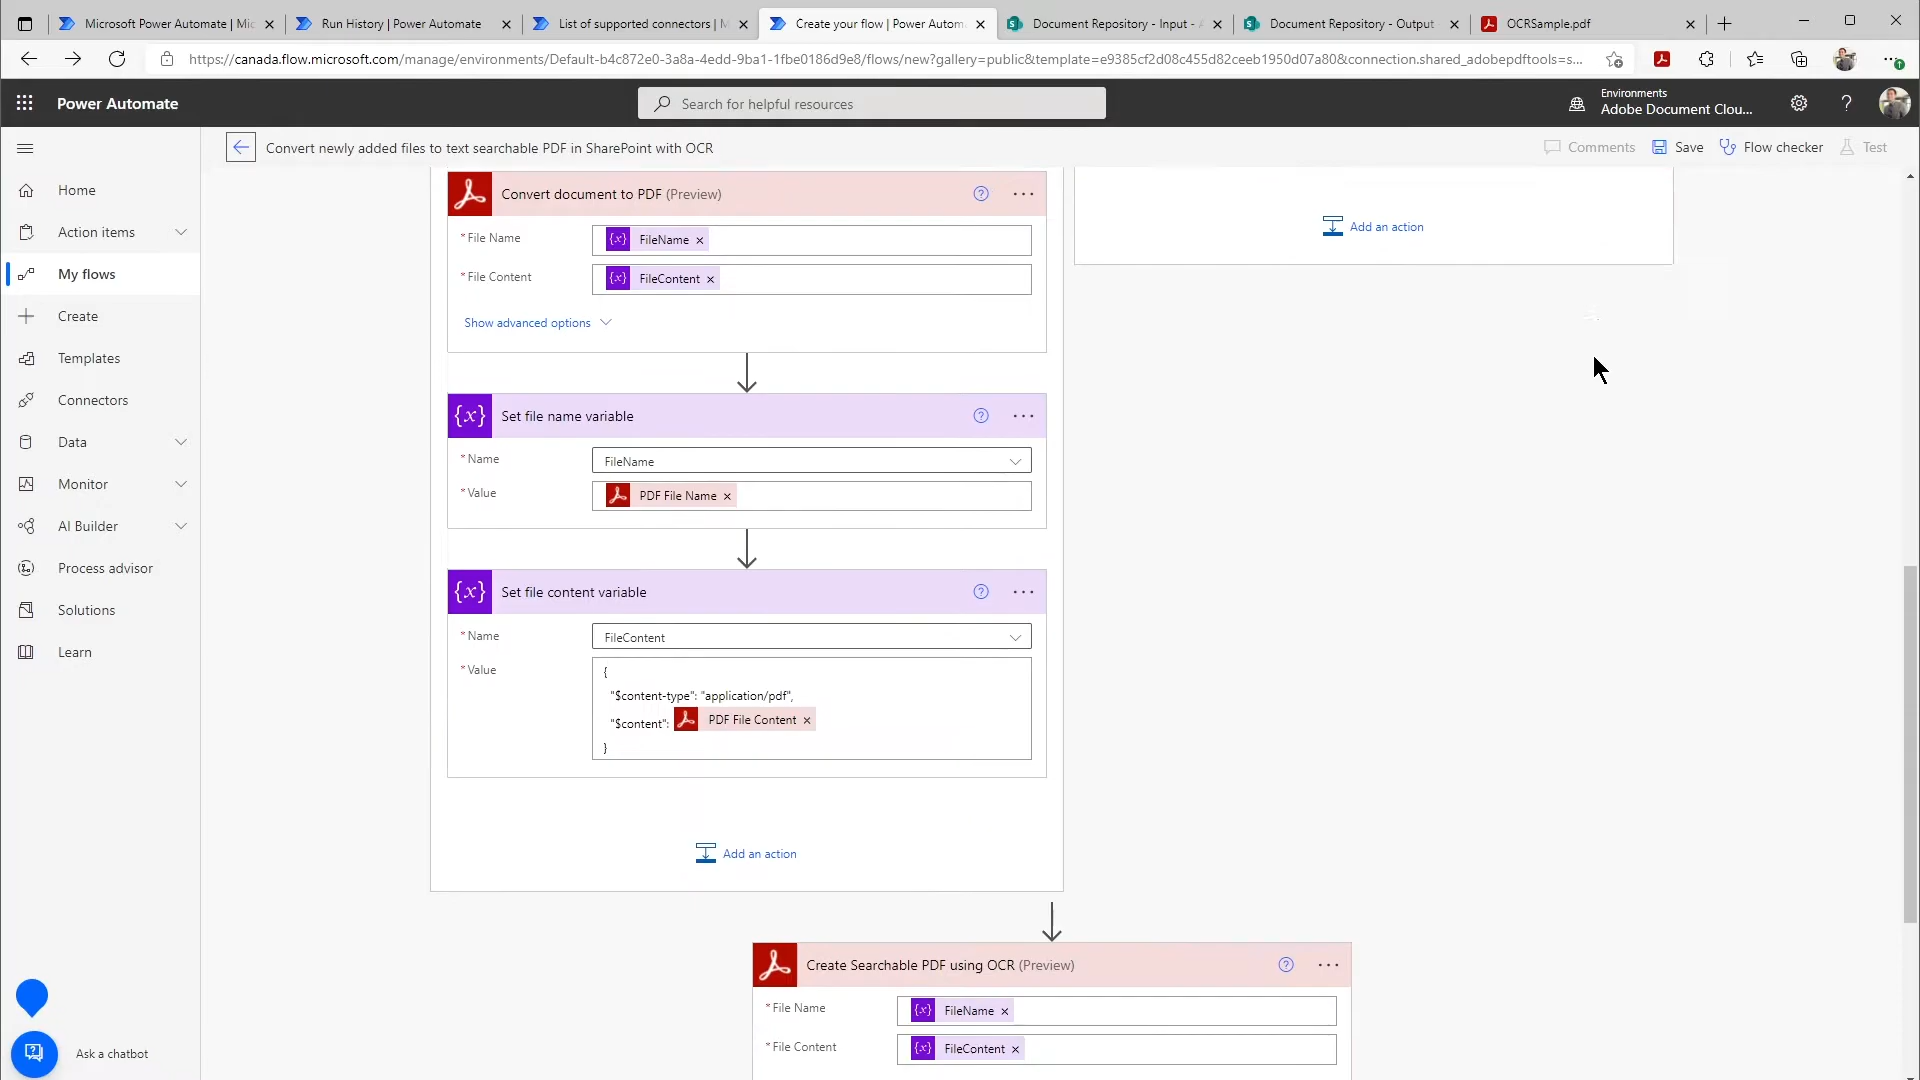 Microsoft Power Automate | Mic
Run History | Power Automate
List of supported connectors | M
Create your flow | Power Autom
Document Repository - Input - A
Document Repository - Output
OCRSample.pdf
https://canada.flow.microsoft.com/manage/environments/Default-b4c872e0-3a8a-4edd-9ba1-1fbe0186d9e8/flows/new?gallery=public&template=e9385cf2d08c455d82ceeb1950d07a80&connection.shared_adobepdftools=s...
Power Automate
Search for helpful resources
Environments
Adobe Document Clou...
Convert newly added files to text searchable PDF in SharePoint with OCR
Comments
Save
Flow checker
Test
Home
Action items
My flows
Create
Templates
Connectors
Data
Monitor
AI Builder
Process advisor
Solutions
Learn
Ask a chatbot
Convert document to PDF (Preview)
* File Name
{x} FileName ×
* File Content
{x} FileContent ×
Show advanced options
Add an action
{x} Set file name variable
* Name
FileName
* Value
PDF File Name ×
{x} Set file content variable
* Name
FileContent
* Value
{
"$content-type": "application/pdf",
"$content": PDF File Content ×
}
Add an action
Create Searchable PDF using OCR (Preview)
* File Name
{x} FileName ×
* File Content
{x} FileContent ×